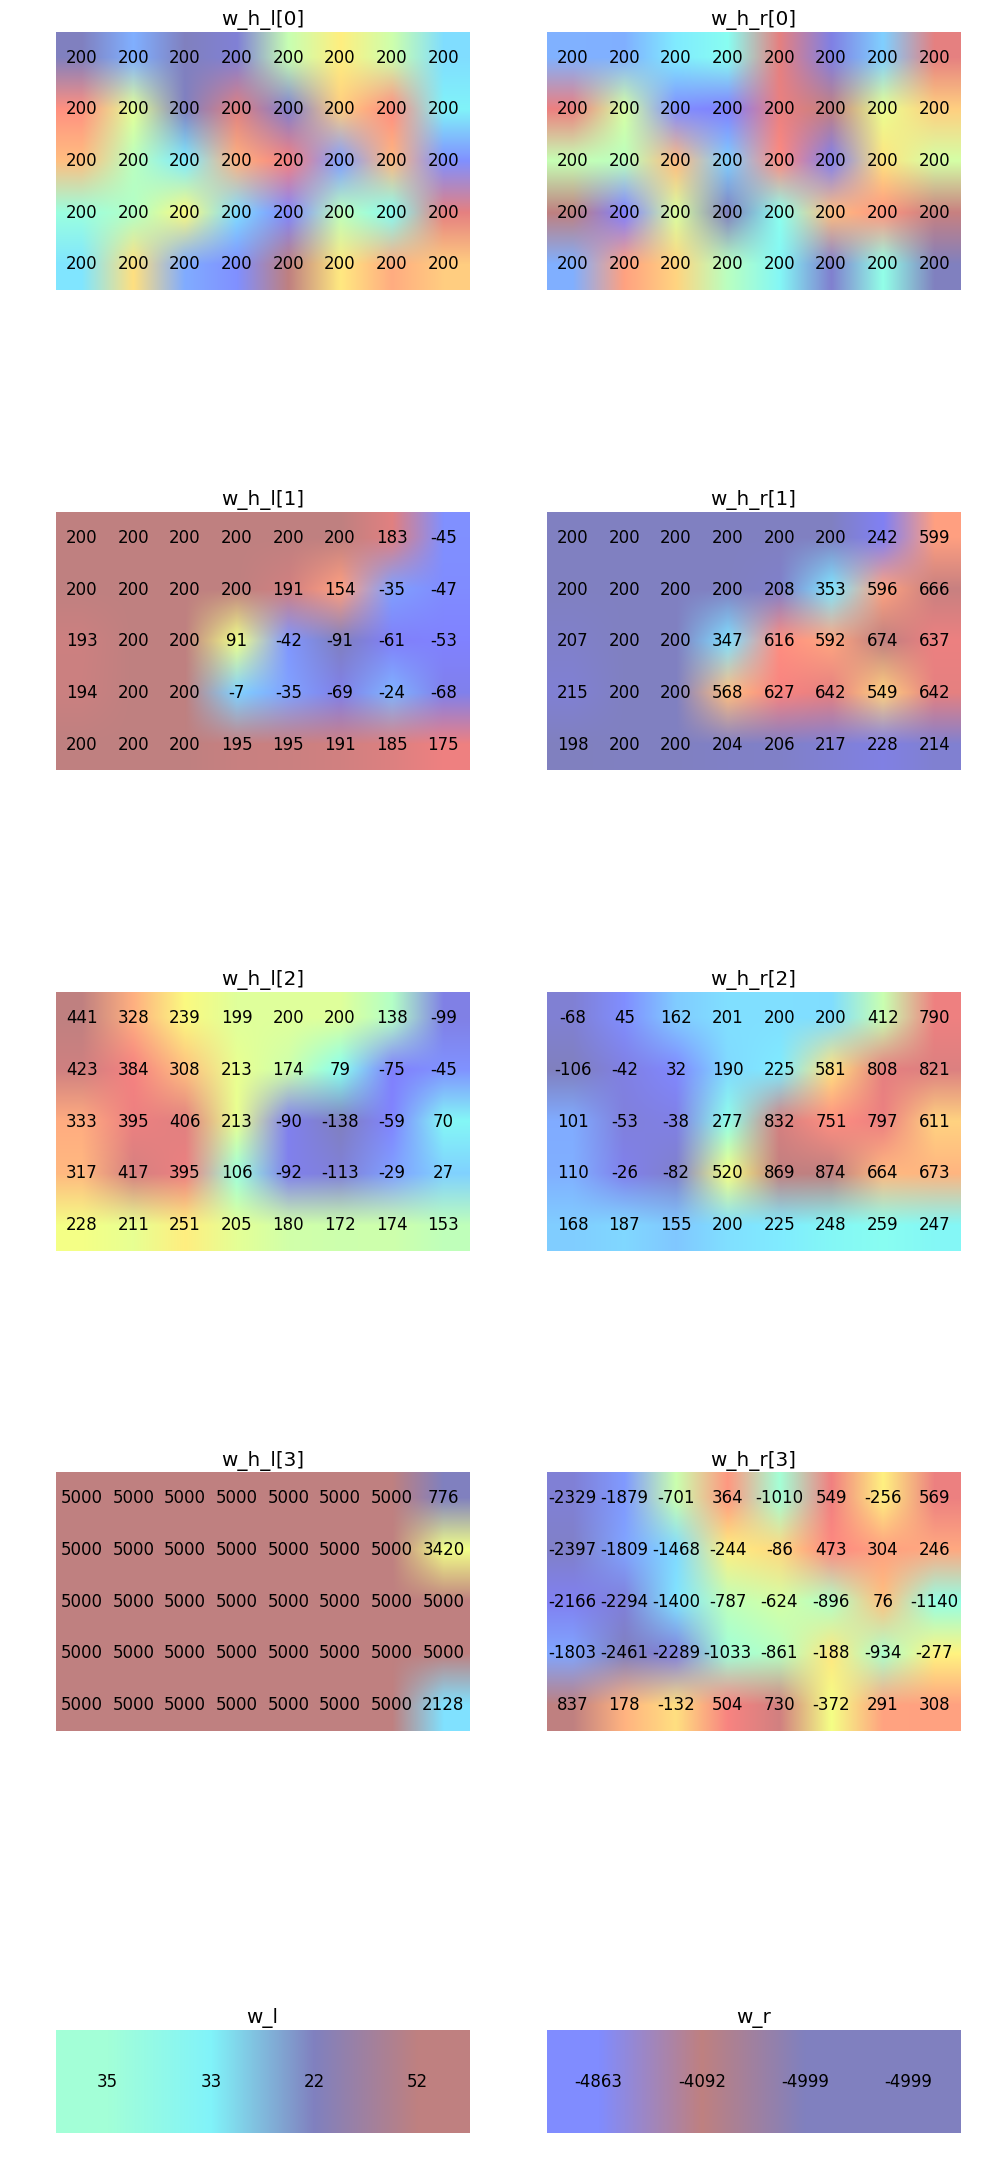 w_h_l[0] w_h_r[0]
200 200 200 200 200 200 200 200 200 200 200 200 200 200 200 200
200 200 200 200 200 200 200 200 200 200 200 200 200 200 200 200
200 200 200 200 200 200 200 200 200 200 200 200 200 200 200 200
200 200 200 200 200 200 200 200 200 200 200 200 200 200 200 200
200 200 200 200 200 200 200 200 200 200 200 200 200 200 200 200
w_h_l[1] w_h_r[1]
200 200 200 200 200 200 183 -45 200 200 200 200 200 200 242 599
200 200 200 200 191 154 -35 -47 200 200 200 200 208 353 596 666
193 200 200 91 -42 -91 -61 -53 207 200 200 347 616 592 674 637
194 200 200 -7 -35 -69 -24 -68 215 200 200 568 627 642 549 642
200 200 200 195 195 191 185 175 198 200 200 204 206 217 228 214
w_h_l[2] w_h_r[2]
441 328 239 199 200 200 138 -99 -68 45 162 201 200 200 412 790
423 384 308 213 174 79 -75 -45 -106 -42 32 190 225 581 808 821
333 395 406 213 -90 -138 -59 70 101 -53 -38 277 832 751 797 611
317 417 395 106 -92 -113 -29 27 110 -26 -82 520 869 874 664 673
228 211 251 205 180 172 174 153 168 187 155 200 225 248 259 247
w_h_l[3] w_h_r[3]
5000 5000 5000 5000 5000 5000 5000 776 -2329 -1879 -701 364 -1010 549 -256 569
5000 5000 5000 5000 5000 5000 5000 3420 -2397 -1809 -1468 -244 -86 473 304 246
5000 5000 5000 5000 5000 5000 5000 5000 -2166 -2294 -1400 -787 -624 -896 76 -1140
5000 5000 5000 5000 5000 5000 5000 5000 -1803 -2461 -2289 -1033 -861 -188 -934 -277
5000 5000 5000 5000 5000 5000 5000 2128 837 178 -132 504 730 -372 291 308
w_l w_r
35 33 22 52 -4863 -4092 -4999 -4999